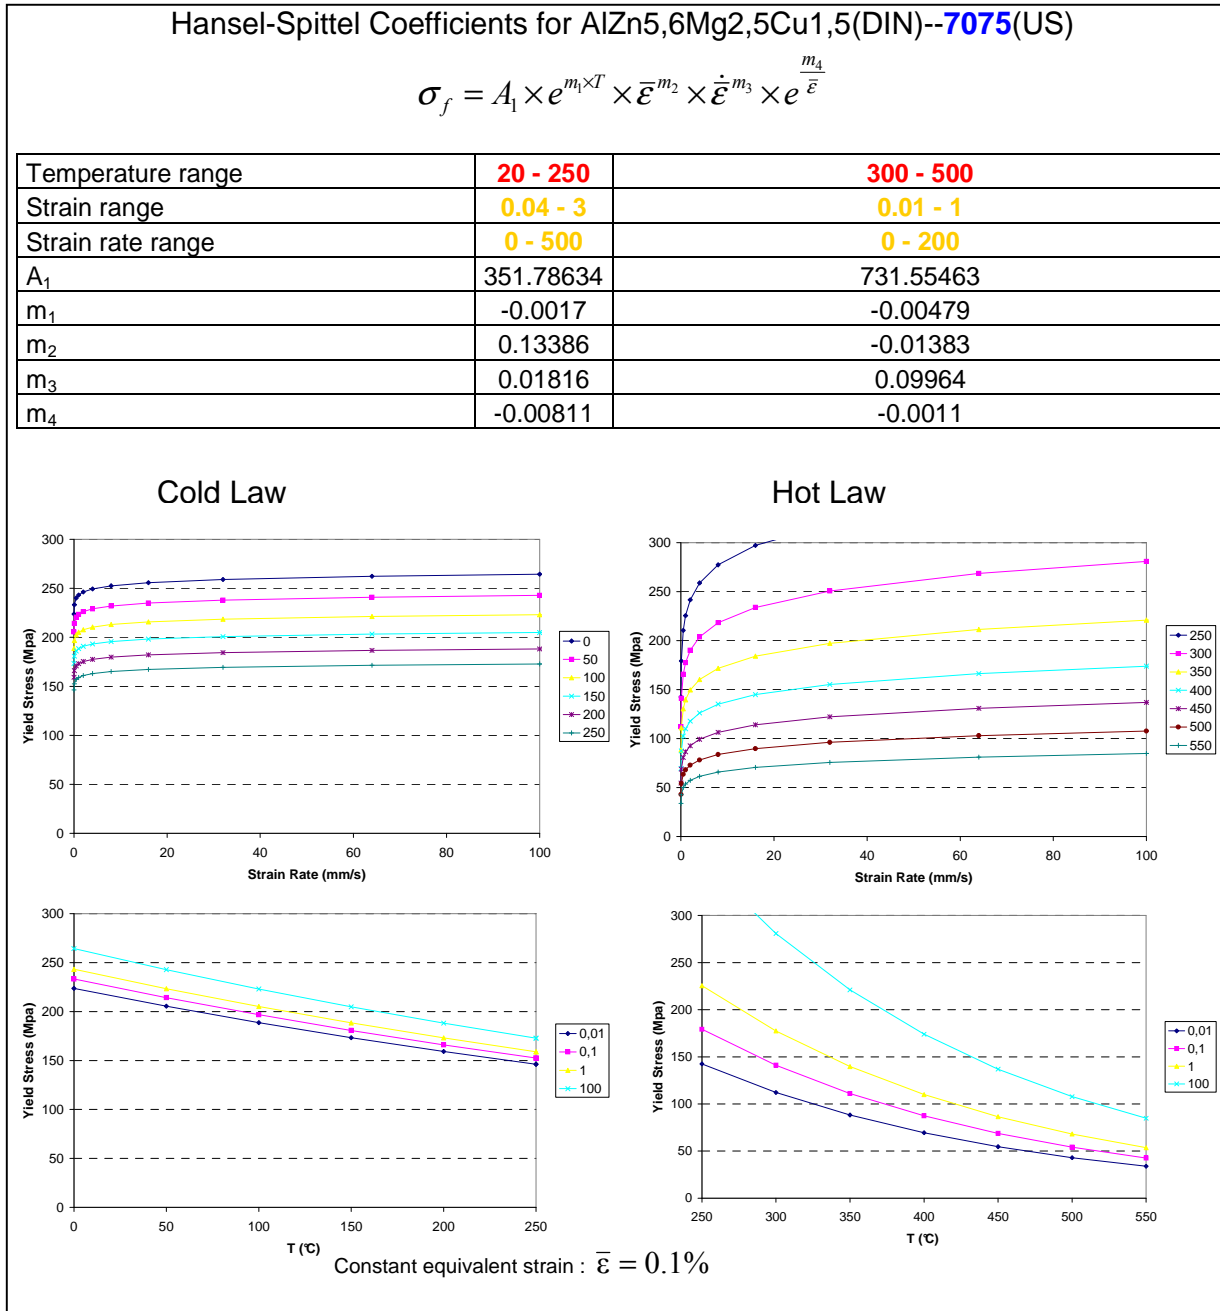 Hansel-Spittel Coefficients for AlZn5,6Mg2,5Cu1,5(DIN)--7075(US)
σ_f = A₁ × e^{m₁×T} × ε̄^{m₂} × ε̄̇^{m₃} × e^{m₄/ε̄}
Temperature range 20 - 250 300 - 500
Strain range 0.04 - 3 0.01 - 1
Strain rate range 0 - 500 0 - 200
A₁ 351.78634 731.55463
m₁ -0.0017 -0.00479
m₂ 0.13386 -0.01383
m₃ 0.01816 0.09964
m₄ -0.00811 -0.0011
Cold Law
Hot Law
Yield Stress (Mpa)
300
250
200
150
100
50
0
0 20 40 60 80 100
Strain Rate (mm/s)
0
50
100
150
200
250
Yield Stress (Mpa)
300
250
200
150
100
50
0
0 20 40 60 80 100
Strain Rate (mm/s)
250
300
350
400
450
500
550
Yield Stress (Mpa)
300
250
200
150
100
50
0
0 50 100 150 200 250
T (°C)
0,01
0,1
1
100
Yield Stress (Mpa)
300
250
200
150
100
50
0
250 300 350 400 450 500 550
T (°C)
0,01
0,1
1
100
Constant equivalent strain : ε̄ = 0.1%